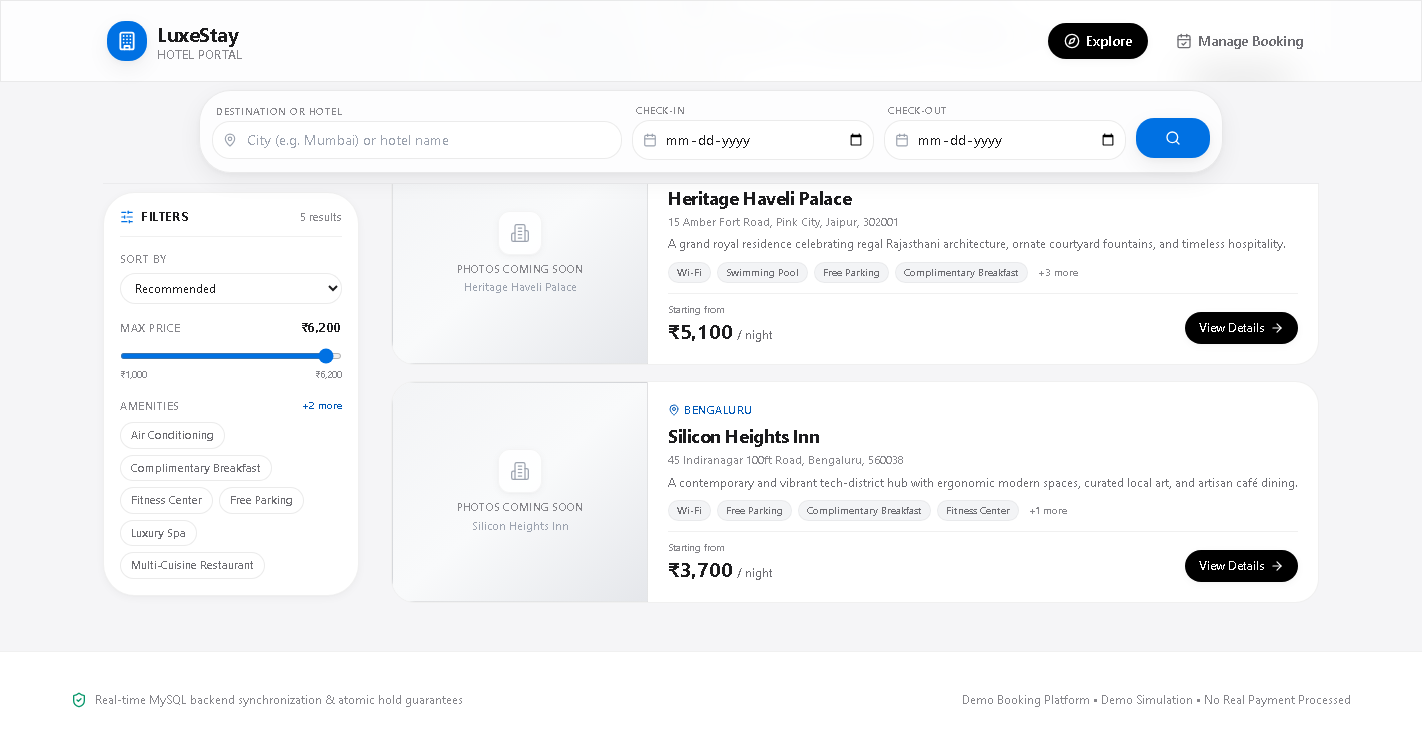 LuxeStay
HOTEL PORTAL
Explore
Manage Booking
DESTINATION OR HOTEL
City (e.g. Mumbai) or hotel name
CHECK-IN
mm-dd-yyyy
CHECK-OUT
mm-dd-yyyy
FILTERS
5 results
SORT BY
Recommended
MAX PRICE
₹6,200
₹1,000
₹6,200
AMENITIES
+2 more
Air Conditioning
Complimentary Breakfast
Fitness Center
Free Parking
Luxury Spa
Multi-Cuisine Restaurant
PHOTOS COMING SOON
Heritage Haveli Palace
Heritage Haveli Palace
15 Amber Fort Road, Pink City, Jaipur, 302001
A grand royal residence celebrating regal Rajasthani architecture, ornate courtyard fountains, and timeless hospitality.
Wi-Fi
Swimming Pool
Free Parking
Complimentary Breakfast
+3 more
Starting from
₹5,100 / night
View Details
PHOTOS COMING SOON
Silicon Heights Inn
BENGALURU
Silicon Heights Inn
45 Indiranagar 100ft Road, Bengaluru, 560038
A contemporary and vibrant tech-district hub with ergonomic modern spaces, curated local art, and artisan café dining.
Wi-Fi
Free Parking
Complimentary Breakfast
Fitness Center
+1 more
Starting from
₹3,700 / night
View Details
Real-time MySQL backend synchronization & atomic hold guarantees
Demo Booking Platform • Demo Simulation • No Real Payment Processed